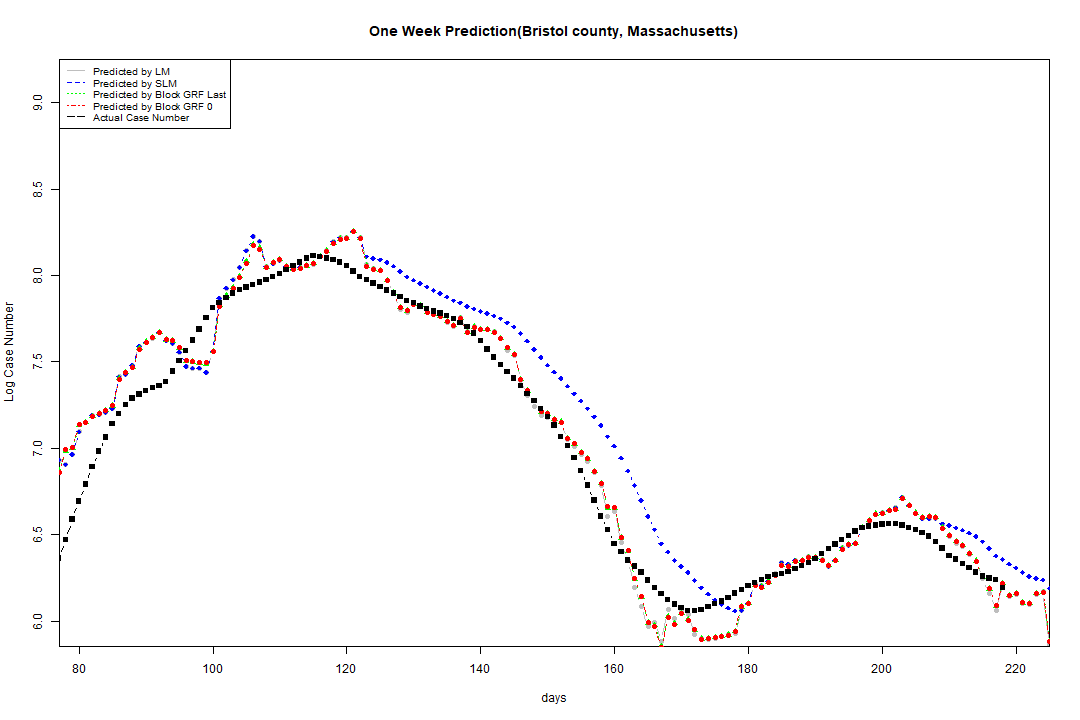 One Week Prediction(Bristol county, Massachusetts)
Predicted by LM
Predicted by SLM
Predicted by Block GRF Last
Predicted by Block GRF 0
Actual Case Number
9.0
8.5
8.0
7.5
7.0
6.5
6.0
Log Case Number
80 100 120 140 160 180 200 220
days